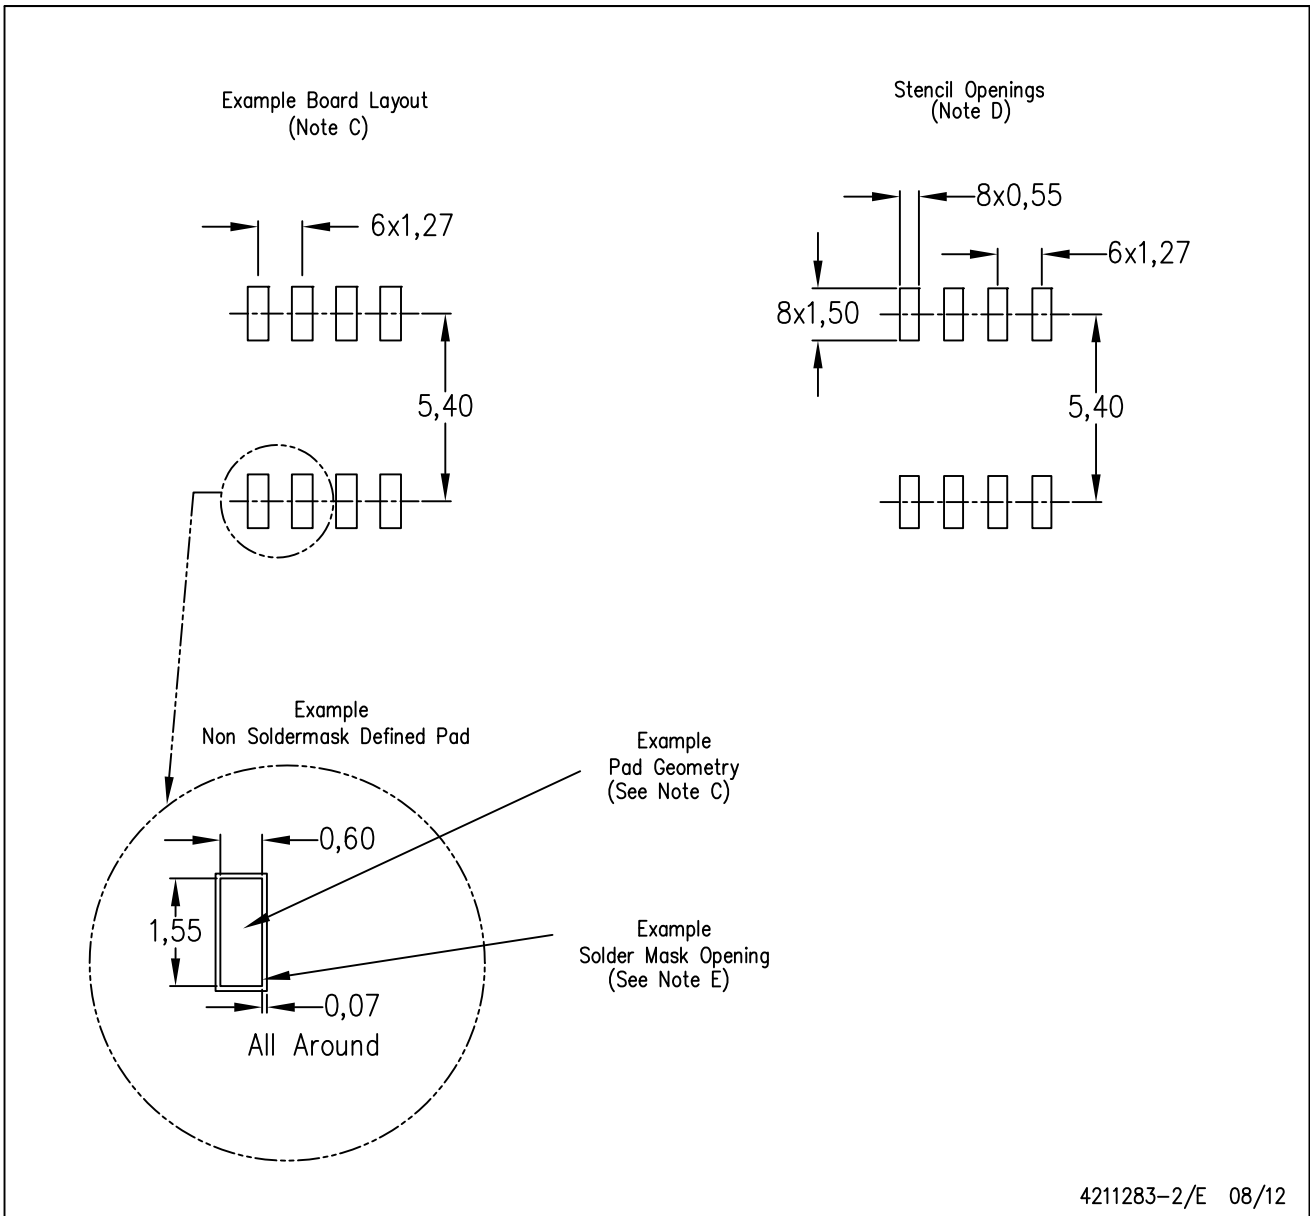 Example Board Layout
(Note C)
6x1,27
5,40
Stencil Openings
(Note D)
8x0,55
6x1,27
8x1,50
5,40
Example
Non Soldermask Defined Pad
0,60
1,55
0,07
All Around
Example
Pad Geometry
(See Note C)
Example
Solder Mask Opening
(See Note E)
4211283-2/E 08/12